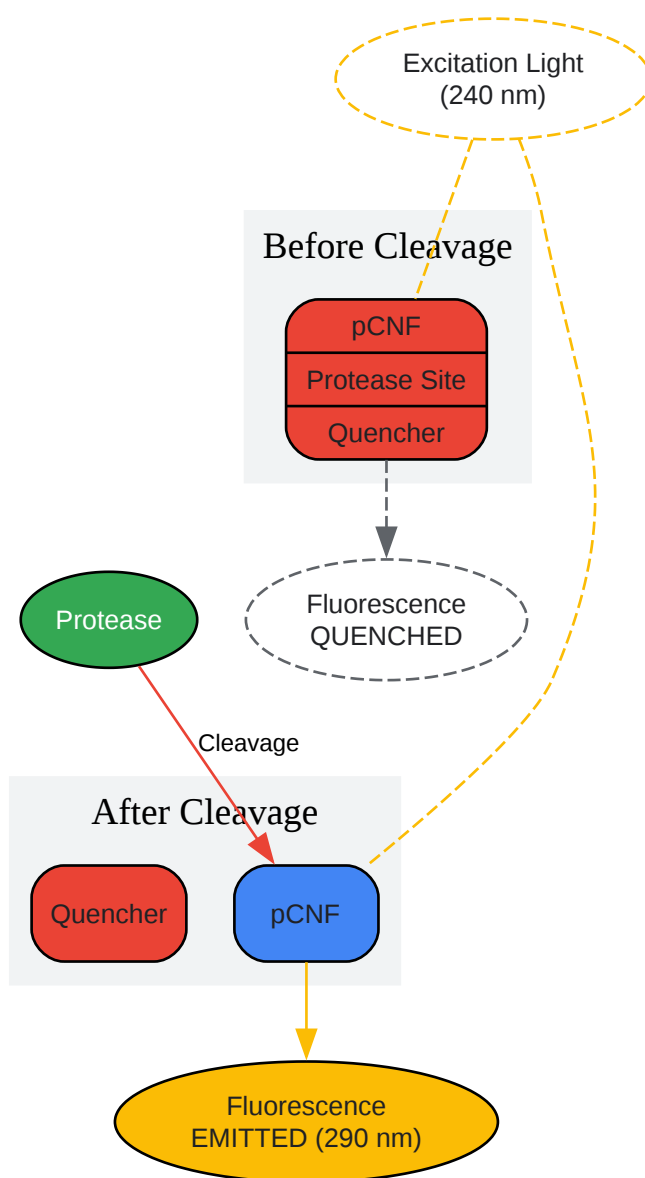 Excitation Light
(240 nm)
Before Cleavage
pCNF
Protease Site
Quencher
Fluorescence
QUENCHED
Protease
Cleavage
After Cleavage
Quencher
pCNF
Fluorescence
EMITTED (290 nm)